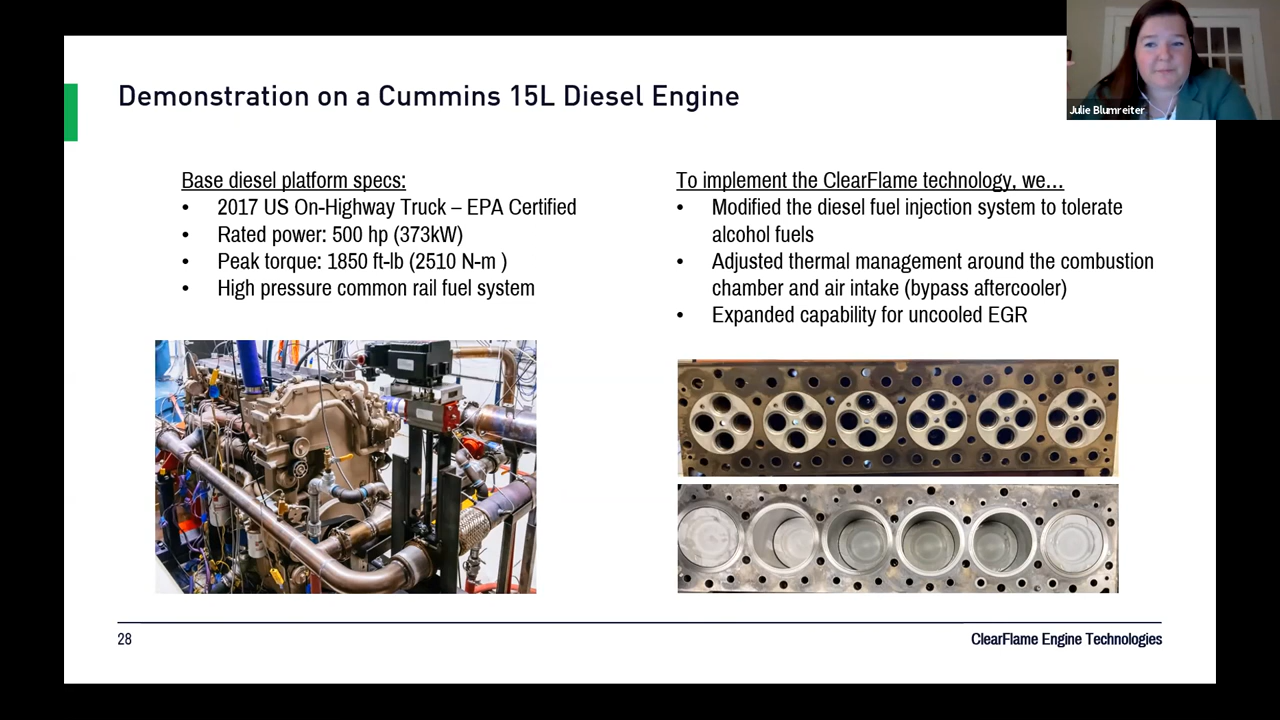 Demonstration on a Cummins 15L Diesel Engine
Julie Blumreiter
Base diesel platform specs:
• 2017 US On-Highway Truck – EPA Certified
• Rated power: 500 hp (373kW)
• Peak torque: 1850 ft-lb (2510 N-m )
• High pressure common rail fuel system
To implement the ClearFlame technology, we...
• Modified the diesel fuel injection system to tolerate
alcohol fuels
• Adjusted thermal management around the combustion
chamber and air intake (bypass aftercooler)
• Expanded capability for uncooled EGR
28
ClearFlame Engine Technologies